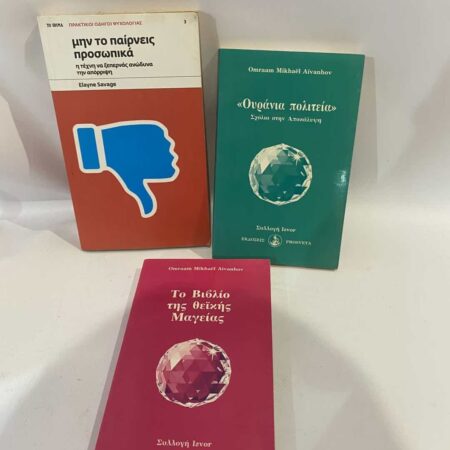 ΤΟ ΒΗΜΑ ΠΡΑΚΤΙΚΟΙ ΟΔΗΓΟΙ ΨΥΧΟΛΟΓΙΑΣ 3
μην το παίρνεις
προσωπικά
η τέχνη να ξεπερνάς ανώδυνα
την απόρριψη
Elayne Savage
Omraam Mikhaël Aïvanhov
«Ουράνια πολιτεία»
Σχόλια στην Αποκάλυψη
Συλλογή Izvor
ΕΚΔΟΣΕΙΣ PROSVETA
Omraam Mikhaël Aïvanhov
Το Βιβλίο
της θεϊκής
Μαγείας
Συλλογή Izvor